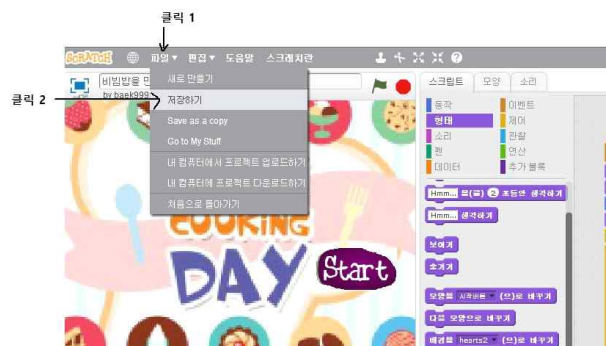 클릭 1
SCRATCH 파일▼ 편집▼ 도움말 스크래치란
비빔밥을 만
by baek999
클릭 2
새로 만들기
저장하기
Save as a copy
Go to My Stuff
내 컴퓨터에서 프로젝트 업로드하기
내 컴퓨터에 프로젝트 다운로드하기
처음으로 돌아가기
COOKING
DAY
Start
스크립트 모양 소리
동작 이벤트
형태 제어
소리 관찰
펜 연산
데이터 추가 블록
Hmm... 을(를) 2 초동안 생각하기
Hmm... 생각하기
보이기
숨기기
모양을 시작버튼 (으)로 바꾸기
다음 모양으로 바꾸기
배경을 hearts2 (으)로 바꾸기